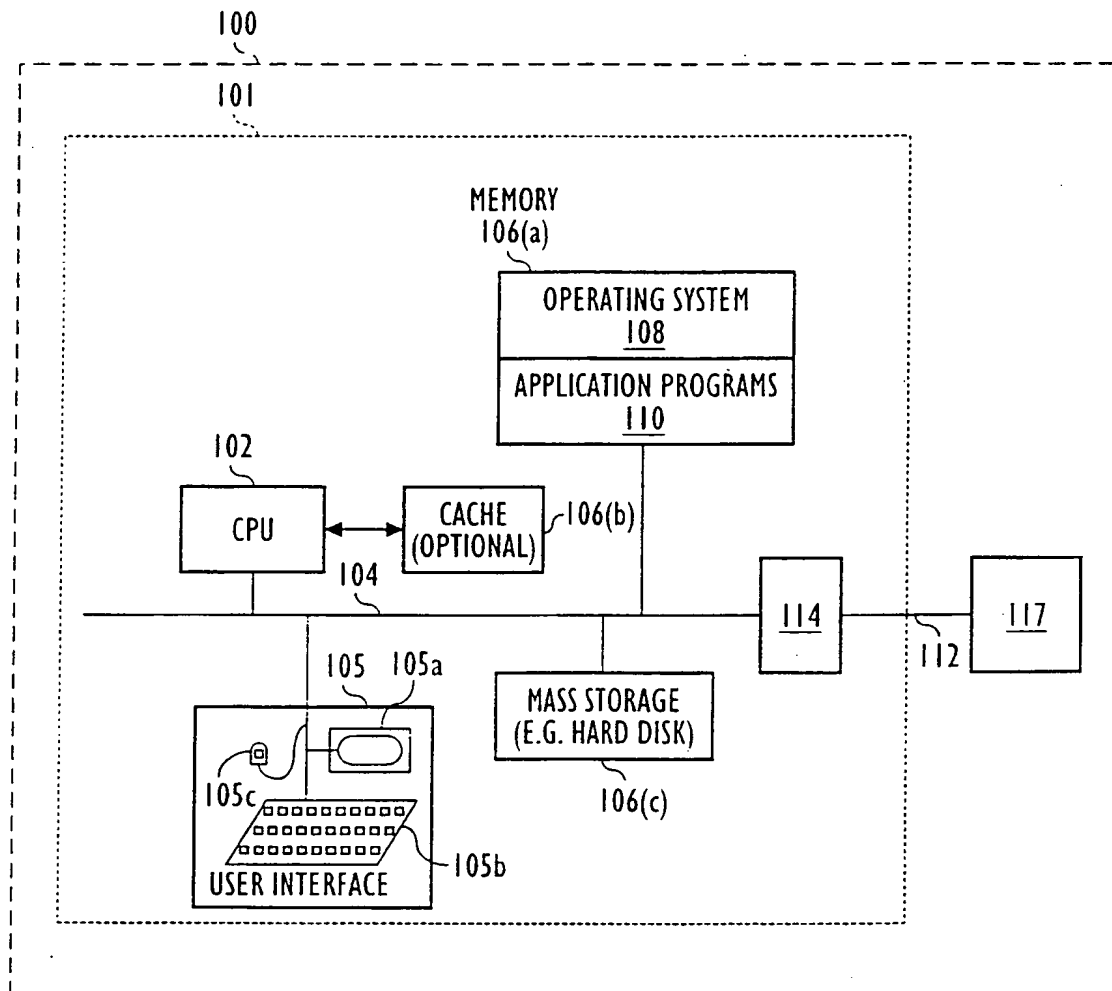 100
101
MEMORY
106(a)
OPERATING SYSTEM
108
APPLICATION PROGRAMS
110
102
CPU
CACHE
(OPTIONAL)
106(b)
104
114
112
117
105
105a
MASS STORAGE
(E.G. HARD DISK)
106(c)
105c
105b
USER INTERFACE